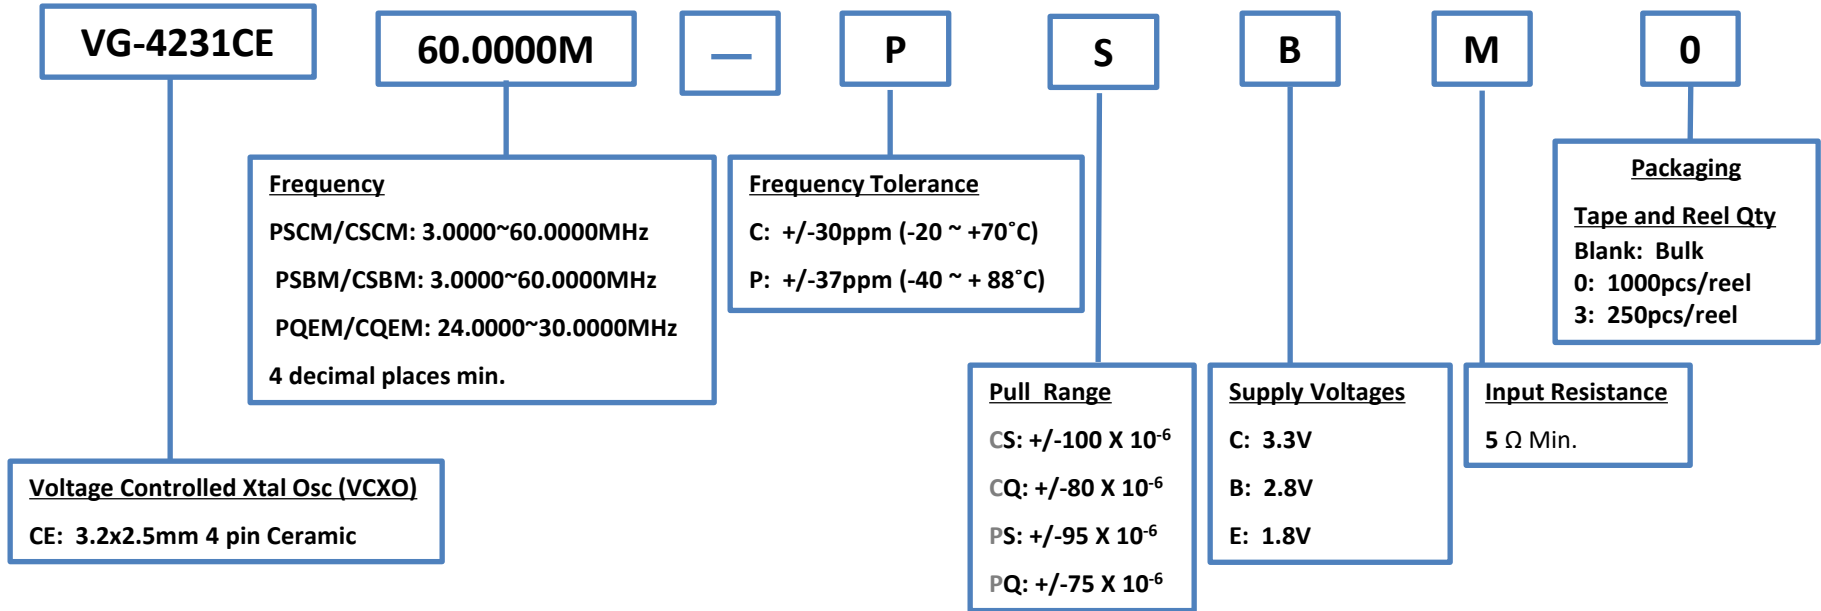 VG-4231CE 60.0000M — P S B M 0
Frequency
PSCM/CSCM: 3.0000~60.0000MHz
PSBM/CSBM: 3.0000~60.0000MHz
PQEM/CQEM: 24.0000~30.0000MHz
4 decimal places min.
Frequency Tolerance
C: +/-30ppm (-20 ~ +70˚C)
P: +/-37ppm (-40 ~ + 88˚C)
Packaging
Tape and Reel Qty
Blank: Bulk
0: 1000pcs/reel
3: 250pcs/reel
Voltage Controlled Xtal Osc (VCXO)
CE: 3.2x2.5mm 4 pin Ceramic
Pull Range
CS: +/-100 X 10⁻⁶
CQ: +/-80 X 10⁻⁶
PS: +/-95 X 10⁻⁶
PQ: +/-75 X 10⁻⁶
Supply Voltages
C: 3.3V
B: 2.8V
E: 1.8V
Input Resistance
5 Ω Min.